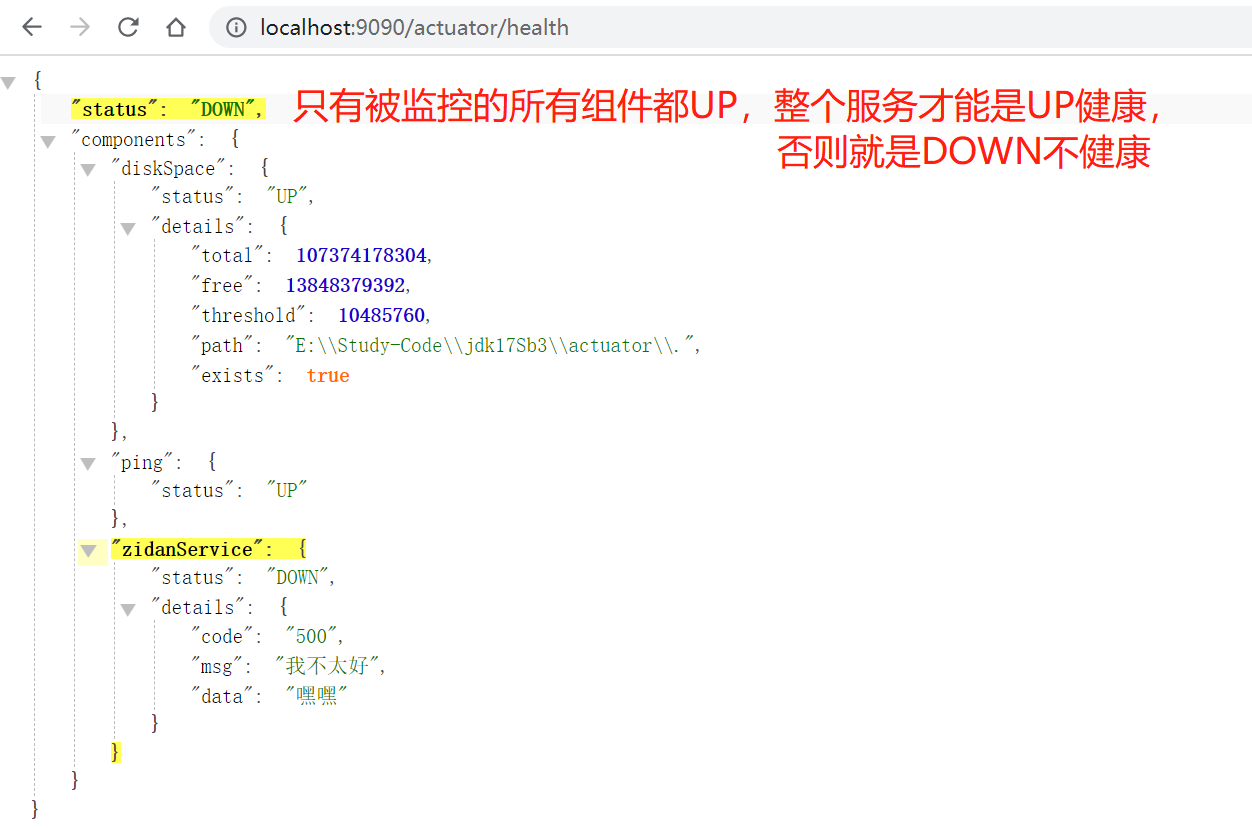 localhost:9090/actuator/health
{
"status": "DOWN",
只有被监控的所有组件都UP，整个服务才能是UP健康，
否则就是DOWN不健康
"components": {
"diskSpace": {
"status": "UP",
"details": {
"total": 107374178304,
"free": 13848379392,
"threshold": 10485760,
"path": "E:\\Study-Code\\jdk17Sb3\\actuator\\.",
"exists": true
}
},
"ping": {
"status": "UP"
},
"zidanService": {
"status": "DOWN",
"details": {
"code": "500",
"msg": "我不太好",
"data": "嘿嘿"
}
}
}
}